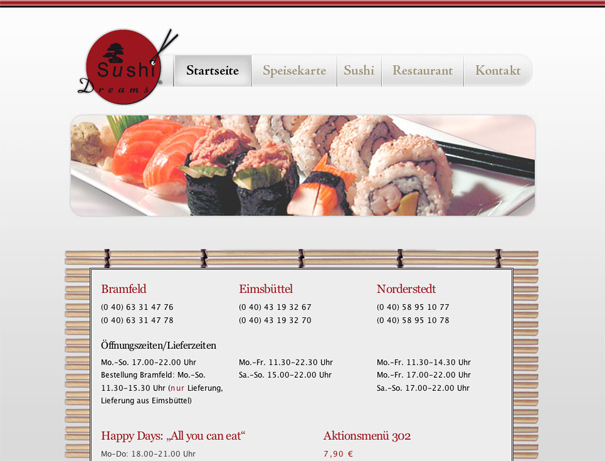 Sushi
Dreams
Startseite
Speisekarte
Sushi
Restaurant
Kontakt
Bramfeld
(0 40) 63 31 47 76
(0 40) 63 31 47 78
Eimsbüttel
(0 40) 43 19 32 67
(0 40) 43 19 32 70
Norderstedt
(0 40) 58 95 10 77
(0 40) 58 95 10 78
Öffnungszeiten/Lieferzeiten
Mo.-So. 17.00-22.00 Uhr
Bestellung Bramfeld: Mo.-So.
11.30-15.30 Uhr (nur Lieferung,
Lieferung aus Eimsbüttel)
Mo.-Fr. 11.30-22.30 Uhr
Sa.-So. 15.00-22.00 Uhr
Mo.-Fr. 11.30-14.30 Uhr
Mo.-Fr. 17.00-22.00 Uhr
Sa.-So. 17.00-22.00 Uhr
Happy Days: „All you can eat“
Mo-Do: 18.00-21.00 Uhr
Aktionsmenü 302
7,90 €